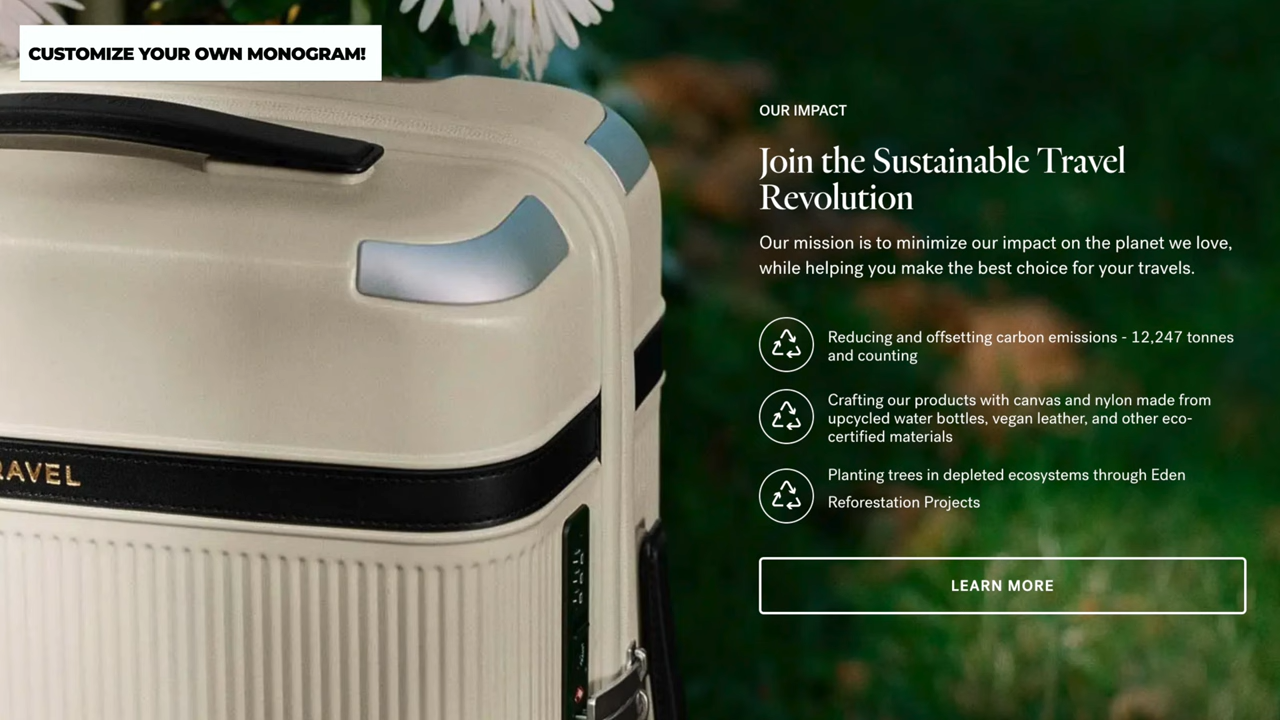 CUSTOMIZE YOUR OWN MONOGRAM!
OUR IMPACT
Join the Sustainable Travel
Revolution
Our mission is to minimize our impact on the planet we love,
while helping you make the best choice for your travels.
Reducing and offsetting carbon emissions - 12,247 tonnes
and counting
Crafting our products with canvas and nylon made from
upcycled water bottles, vegan leather, and other eco-
certified materials
Planting trees in depleted ecosystems through Eden
Reforestation Projects
LEARN MORE
RAVEL